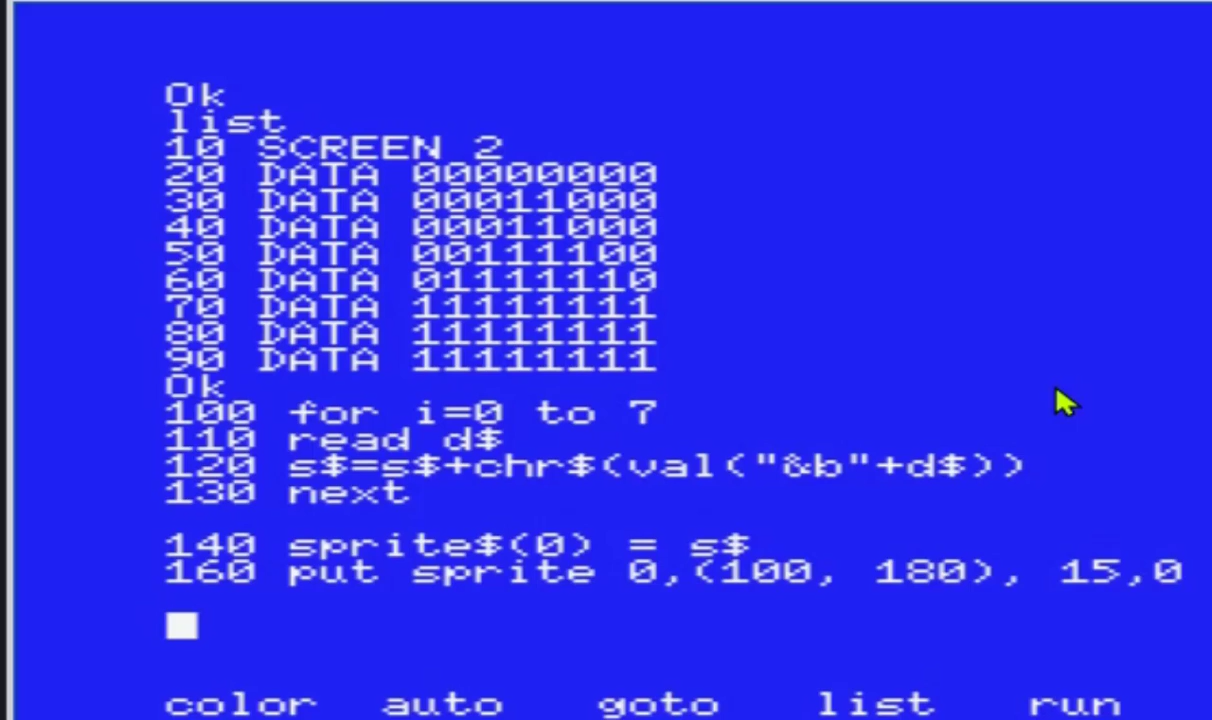 Ok
list
10 SCREEN 2
20 DATA 00000000
30 DATA 00011000
40 DATA 00011000
50 DATA 00111100
60 DATA 01111110
70 DATA 11111111
80 DATA 11111111
90 DATA 11111111
Ok
100 for i=0 to 7
110 read d$
120 s$=s$+chr$(val("&b"+d$))
130 next
140 sprite$(0) = s$
160 put sprite 0,(100, 180), 15,0
color auto goto list run